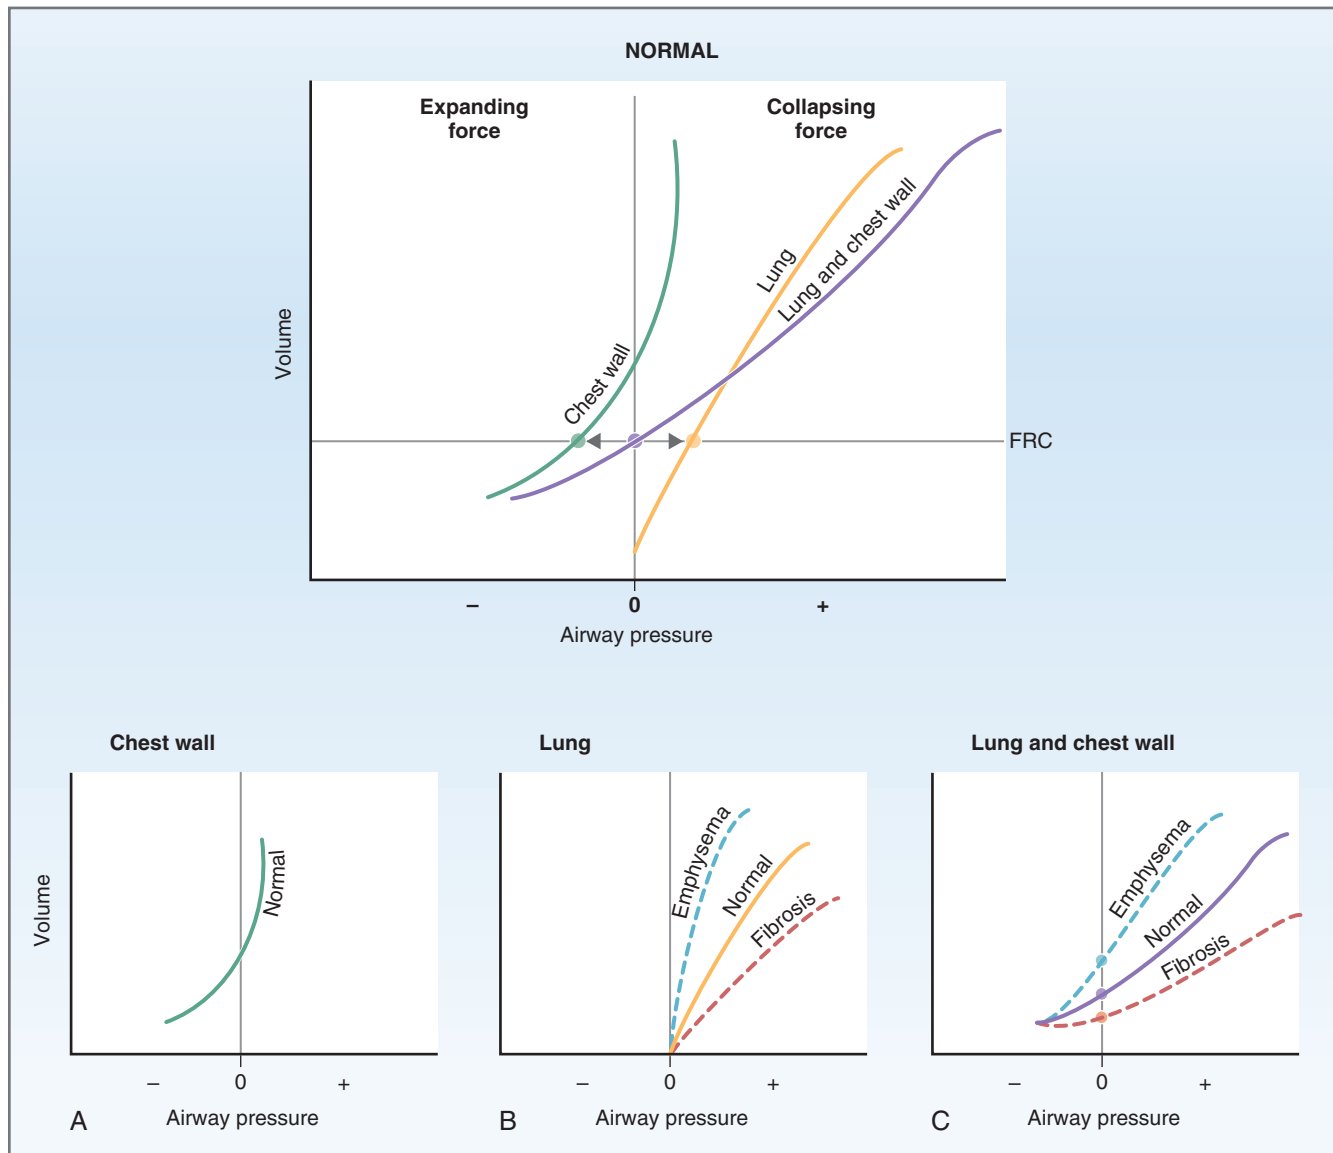 NORMAL
Expanding
force
Collapsing
force
Volume
Chest wall
Lung
Lung and chest wall
FRC
– 0 +
Airway pressure
Chest wall
Volume
Normal
– 0 +
A Airway pressure
Lung
Emphysema
Normal
Fibrosis
– 0 +
B Airway pressure
Lung and chest wall
Emphysema
Normal
Fibrosis
– 0 +
C Airway pressure